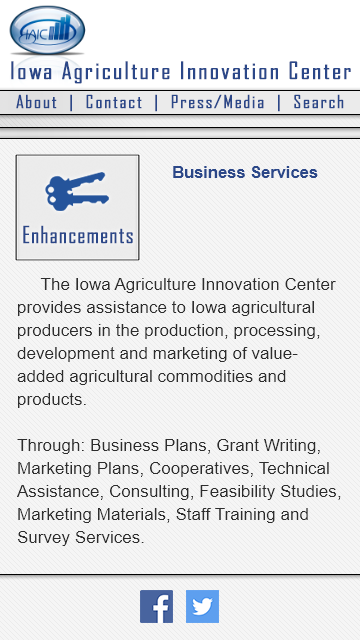 IAIC
Iowa Agriculture Innovation Center
About | Contact | Press/Media | Search
Business Services
Enhancements
The Iowa Agriculture Innovation Center
provides assistance to Iowa agricultural
producers in the production, processing,
development and marketing of value-
added agricultural commodities and
products.
Through: Business Plans, Grant Writing,
Marketing Plans, Cooperatives, Technical
Assistance, Consulting, Feasibility Studies,
Marketing Materials, Staff Training and
Survey Services.